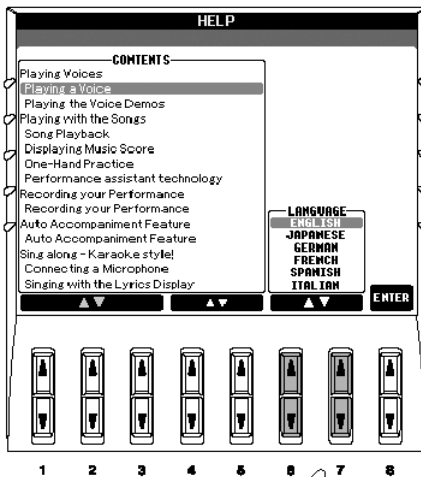 HELP
CONTENTS
Playing Voices
Playing a Voice
Playing the Voice Demos
Playing with the Songs
Song Playback
Displaying Music Score
One-Hand Practice
Performance assistant technology
Recording your Performance
Recording your Performance
Auto Accompaniment Feature
Auto Accompaniment Feature
Sing along - Karaoke style!
Connecting a Microphone
Singing with the Lyrics Display
LANGUAGE
ENGLISH
JAPANESE
GERMAN
FRENCH
SPANISH
ITALIAN
ENTER
1 2 3 4 5 6 7 8